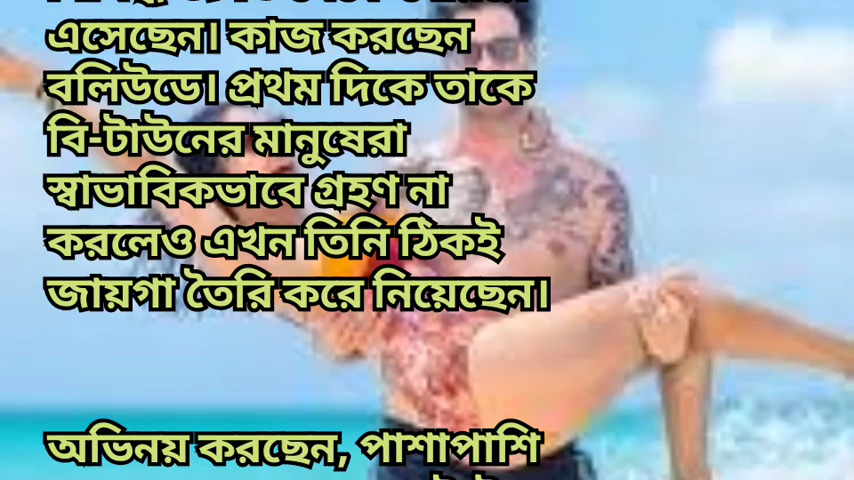 এসেছেন। কাজ করছেন
বলিউডে। প্রথম দিকে তাকে
বি-টাউনের মানুষেরা
স্বাভাবিকভাবে গ্রহণ না
করলেও এখন তিনি ঠিকই
জায়গা তৈরি করে নিয়েছেন।
অভিনয় করছেন, পাশাপাশি